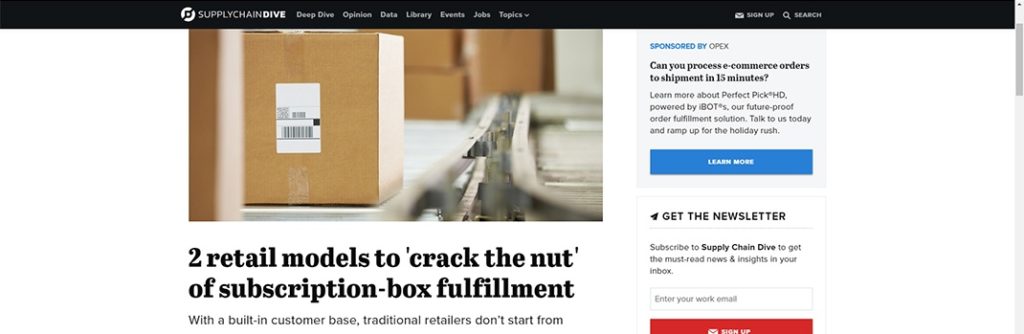 SUPPLYCHAINDIVE Deep Dive Opinion Data Library Events Jobs Topics SIGN UP SEARCH
2 retail models to 'crack the nut'
of subscription-box fulfillment
With a built-in customer base, traditional retailers don't start from
SPONSORED BY OPEX
Can you process e-commerce orders
to shipment in 15 minutes?
Learn more about Perfect Pick®HD,
powered by iBOT®s, our future-proof
order fulfillment solution. Talk to us today
and ramp up for the holiday rush.
LEARN MORE
GET THE NEWSLETTER
Subscribe to Supply Chain Dive to get
the must-read news & insights in your
inbox.
Enter your work email
SIGN UP